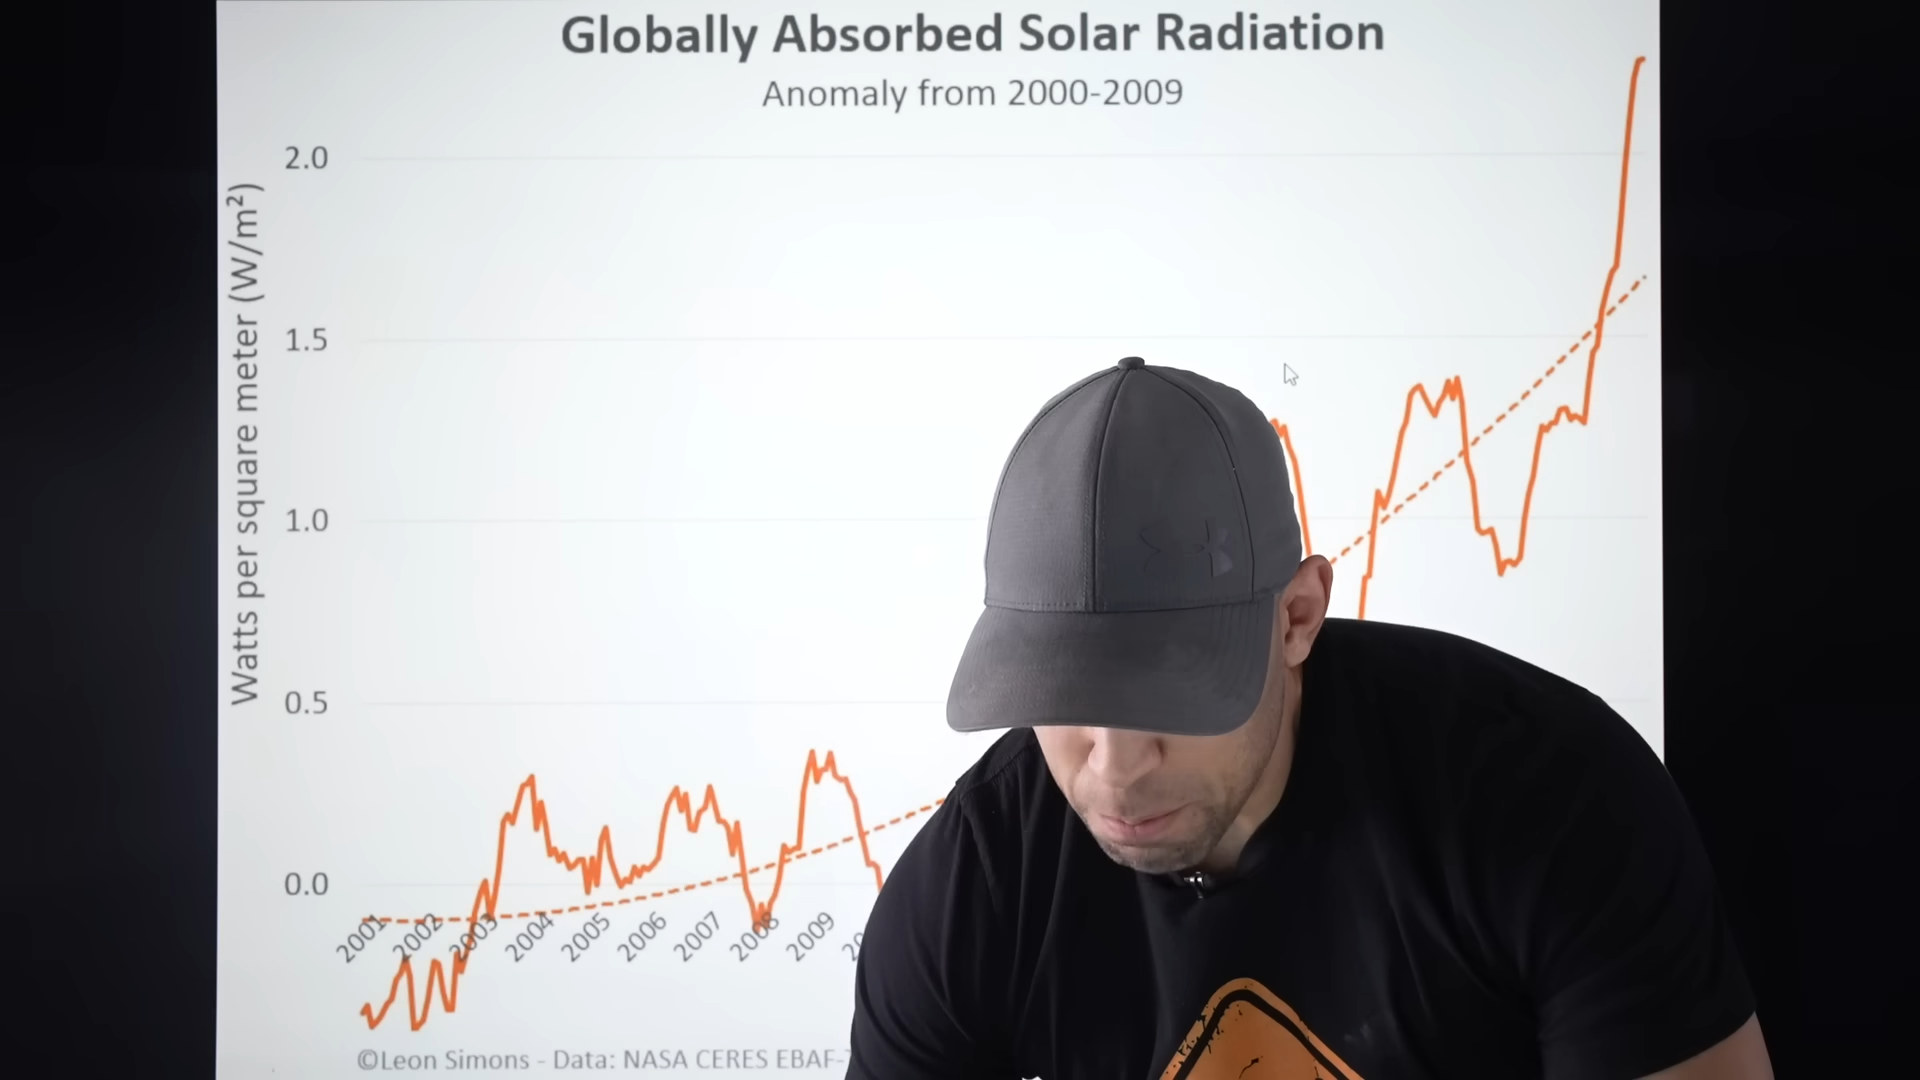 Globally Absorbed Solar Radiation
Anomaly from 2000-2009
Watts per square meter (W/m²)
2.0
1.5
1.0
0.5
0.0
2001 2002 2003 2004 2005 2006 2007 2008 2009 20
©Leon Simons - Data: NASA CERES EBAF-